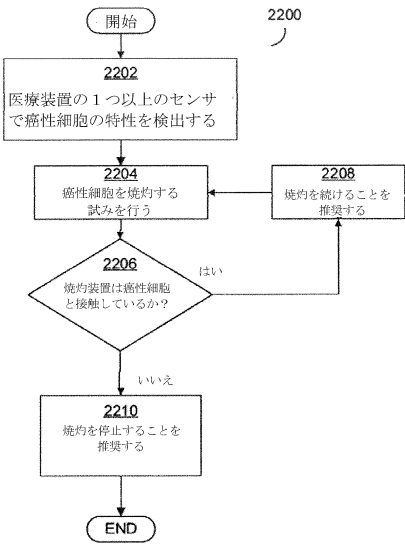 開始
2200
2202
医療装置の1つ以上のセンサ
で癌性細胞の特性を検出する
2204
癌性細胞を焼灼する
試みを行う
2208
焼灼を続けることを
推奨する
2206
焼灼装置は癌性細胞
と接触しているか?
はい
いいえ
2210
焼灼を停止することを
推奨する
END